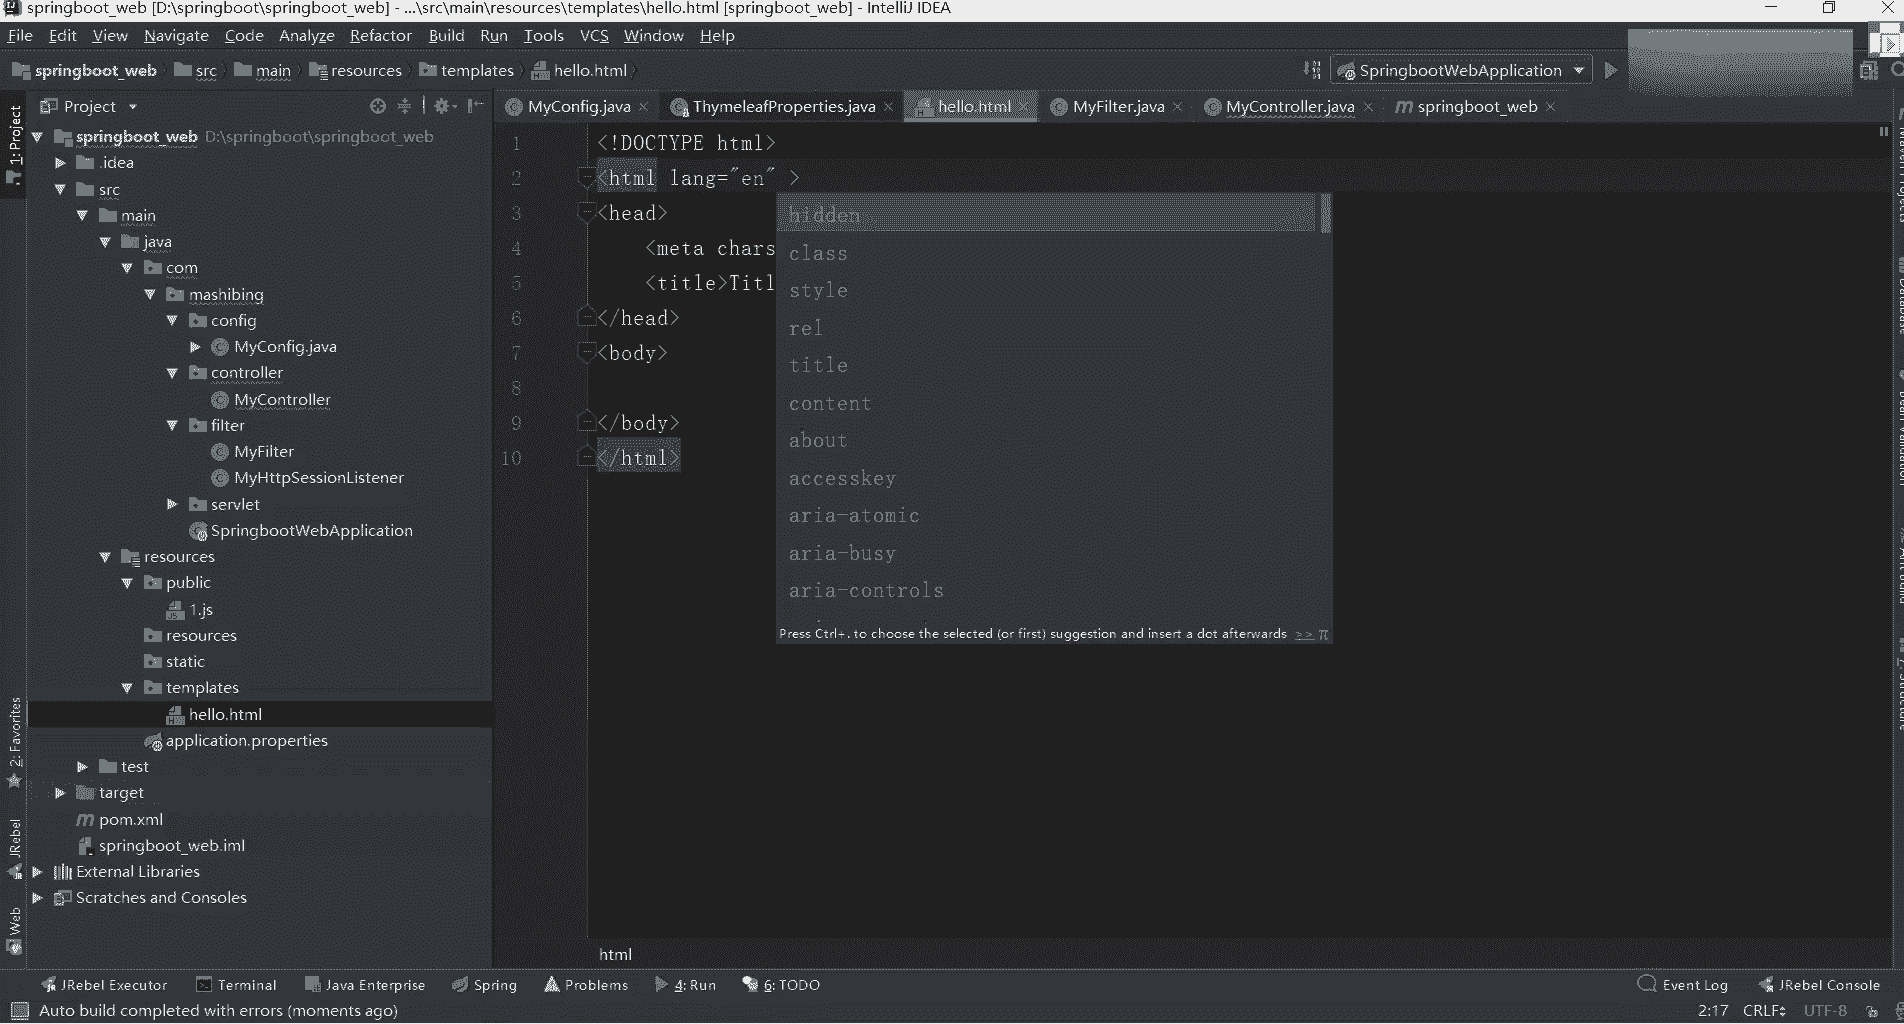 springboot_web [D:\springboot\springboot_web] - ...\src\main\resources\templates\hello.html [springboot_web] - IntelliJ IDEA
File Edit View Navigate Code Analyze Refactor Build Run Tools VCS Window Help
springboot_web src main resources templates hello.html
SpringbootWebApplication
Project
MyConfig.java ThymeleafProperties.java hello.html MyFilter.java MyController.java springboot_web
1: Project
2: Favorites
JRebel
Web
springboot_web D:\springboot\springboot_web
.idea
src
main
java
com
mashibing
config
MyConfig.java
controller
MyController
filter
MyFilter
MyHttpSessionListener
servlet
SpringbootWebApplication
resources
public
1.js
resources
static
templates
hello.html
application.properties
test
target
pom.xml
springboot_web.iml
External Libraries
Scratches and Consoles
1 <!DOCTYPE html>
2 <html lang="en" >
3 <head>
4 <meta chars
5 <title>Titl
6 </head>
7 <body>
8
9 </body>
10 </html>
hidden
class
style
rel
title
content
about
accesskey
aria-atomic
aria-busy
aria-controls
Press Ctrl+. to choose the selected (or first) suggestion and insert a dot afterwards >> π
html
JRebel Executor Terminal Java Enterprise Spring Problems 4: Run 6: TODO Event Log JRebel Console
Auto build completed with errors (moments ago) 2:17 CRLF UTF-8